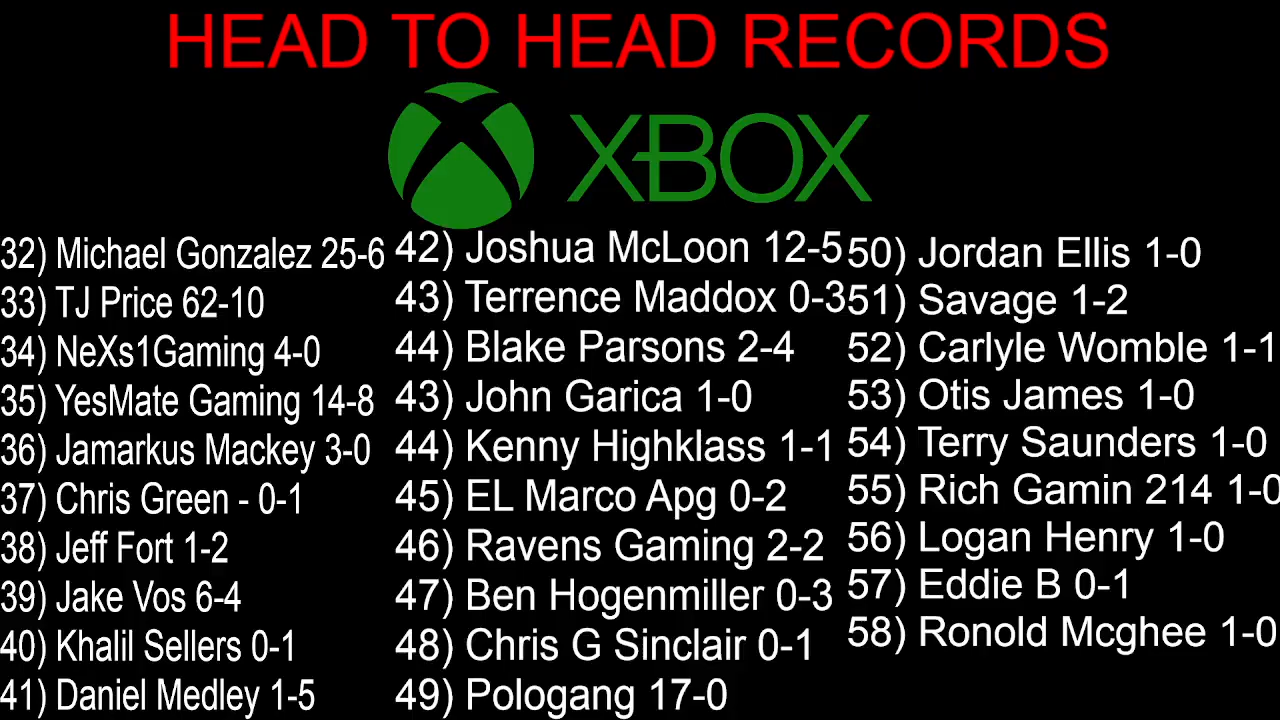 HEAD TO HEAD RECORDS
XBOX
32) Michael Gonzalez 25-6
33) TJ Price 62-10
34) NeXs1Gaming 4-0
35) YesMate Gaming 14-8
36) Jamarkus Mackey 3-0
37) Chris Green - 0-1
38) Jeff Fort 1-2
39) Jake Vos 6-4
40) Khalil Sellers 0-1
41) Daniel Medley 1-5
42) Joshua McLoon 12-5
43) Terrence Maddox 0-3
44) Blake Parsons 2-4
43) John Garica 1-0
44) Kenny Highklass 1-1
45) EL Marco Apg 0-2
46) Ravens Gaming 2-2
47) Ben Hogenmiller 0-3
48) Chris G Sinclair 0-1
49) Pologang 17-0
50) Jordan Ellis 1-0
51) Savage 1-2
52) Carlyle Womble 1-1
53) Otis James 1-0
54) Terry Saunders 1-0
55) Rich Gamin 214 1-0
56) Logan Henry 1-0
57) Eddie B 0-1
58) Ronold Mcghee 1-0